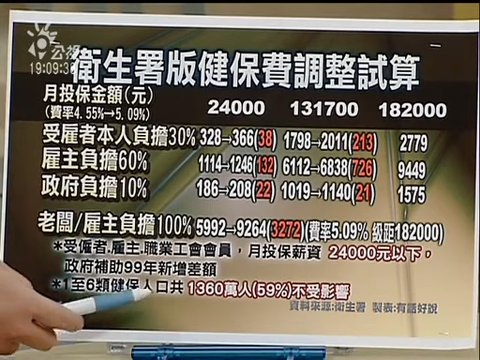 公視
19:09:3
衛生署版健保費調整試算
月投保金額(元) 24000 131700 182000
(費率4.55%→5.09%)
受雇者本人負擔30% 328→366(38) 1798→2011(213) 2779
雇主負擔60% 1114→1246(132) 6112→6838(726) 9449
政府負擔10% 186→208(22) 1019→1140(21) 1575
老闆/雇主負擔100% 5992→9264(3272)(費率5.09% 級距182000)
*受僱者.雇主.職業工會會員，月投保薪資 24000元以下，
政府補助99年新增差額
*1至6類健保人口共 1360萬人(59%)不受影響
資料來源:衛生署 製表:有話好說